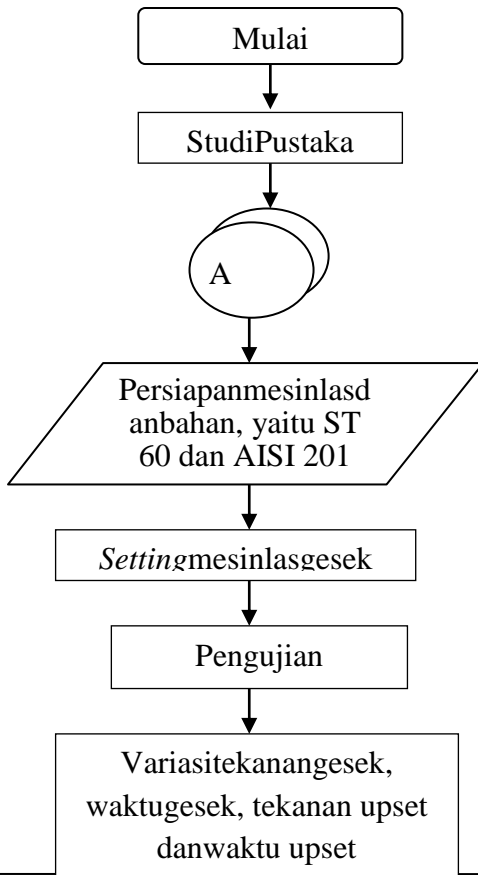 Mulai
StudiPustaka
A
Persiapanmesinlasd
anbahan, yaitu ST
60 dan AISI 201
Settingmesinlasgesek
Pengujian
Variasitekanangesek,
waktugesek, tekanan upset
danwaktu upset